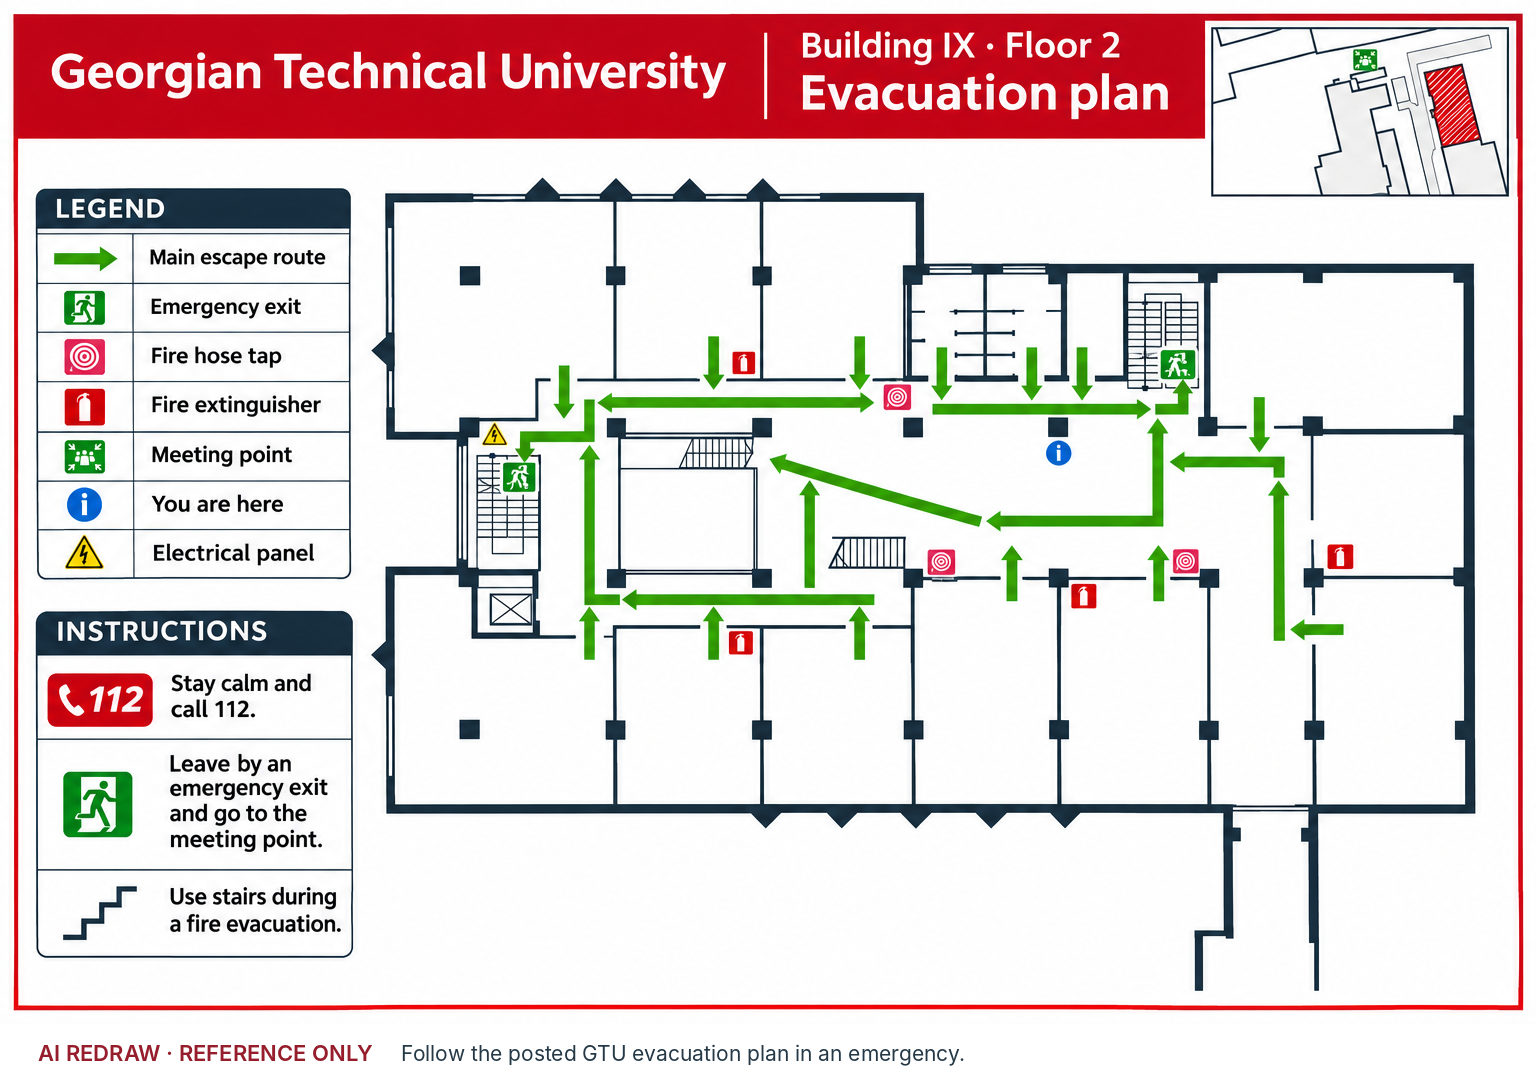 Georgian Technical University
Building IX · Floor 2
Evacuation plan
LEGEND
Main escape route
Emergency exit
Fire hose tap
Fire extinguisher
Meeting point
i
You are here
Electrical panel
INSTRUCTIONS
112
Stay calm and
call 112.
Leave by an
emergency exit
and go to the
meeting point.
Use stairs during
a fire evacuation.
i
AI REDRAW · REFERENCE ONLY
Follow the posted GTU evacuation plan in an emergency.